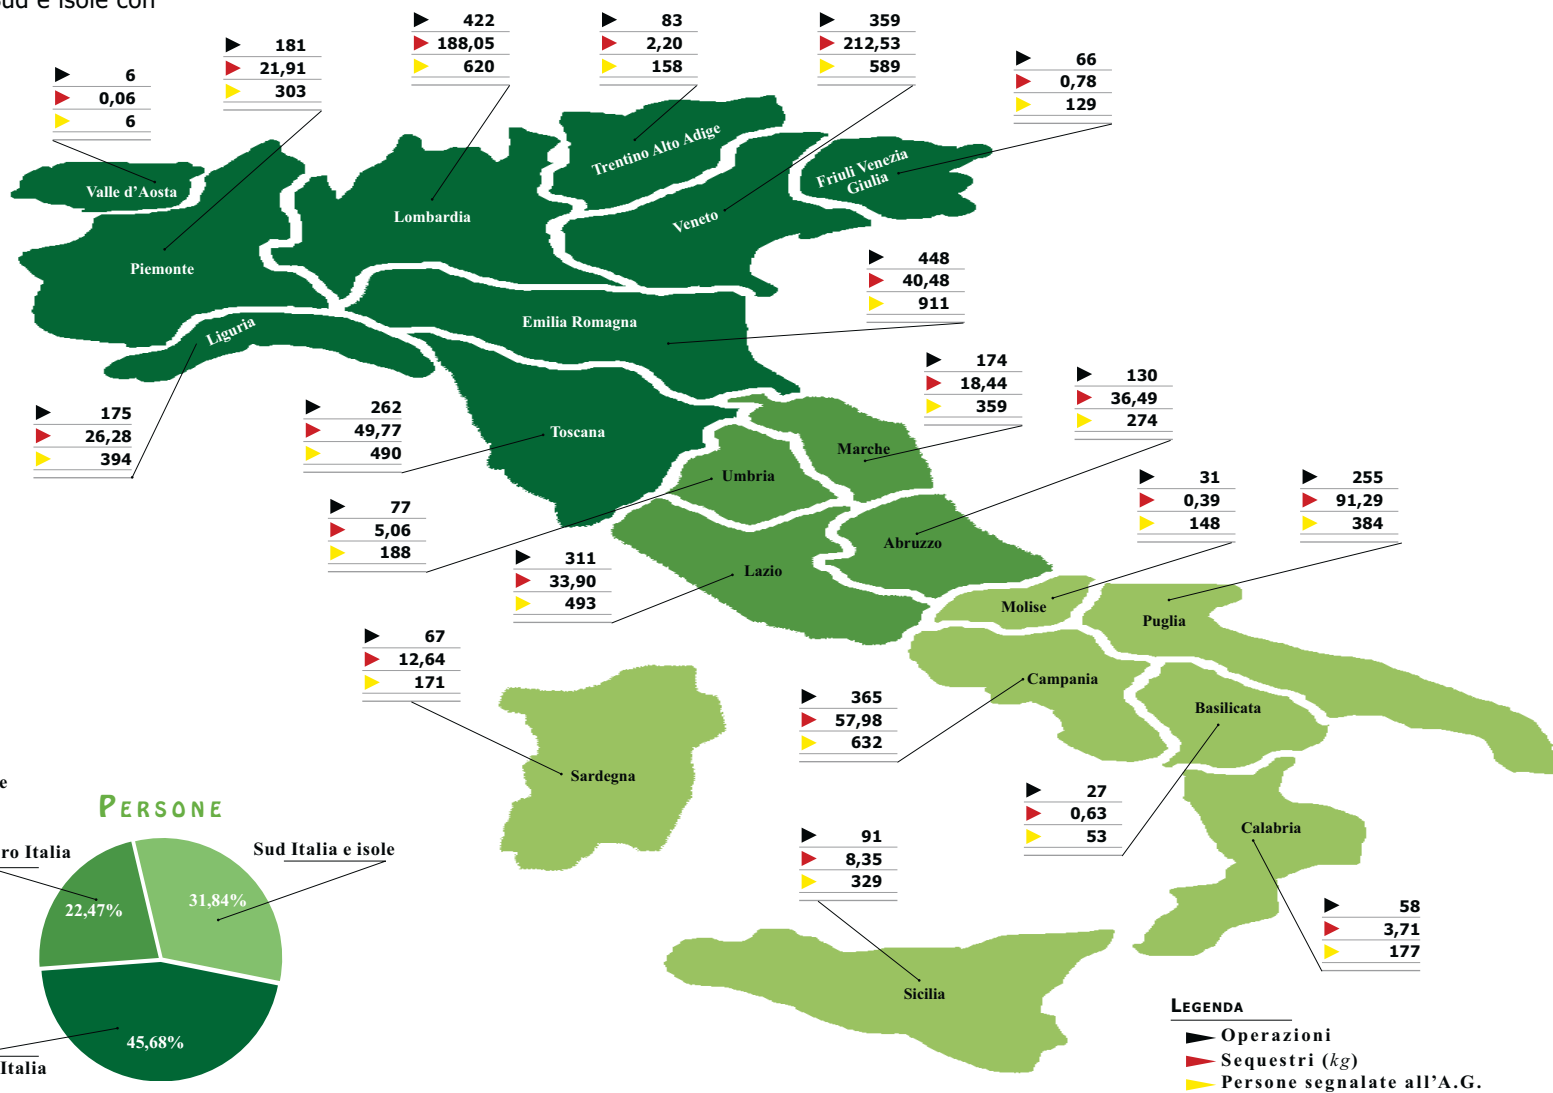 Sud e isole con
6
0,06
6
181
21,91
303
422
188,05
620
83
2,20
158
359
212,53
589
66
0,78
129
Valle d'Aosta
Piemonte
Lombardia
Trentino Alto Adige
Veneto
Friuli Venezia
Giulia
Liguria
Emilia Romagna
448
40,48
911
175
26,28
394
262
49,77
490
Toscana
174
18,44
359
130
36,49
274
Marche
Umbria
77
5,06
188
311
33,90
493
Lazio
Abruzzo
31
0,39
148
255
91,29
384
Molise
Puglia
67
12,64
171
Sardegna
365
57,98
632
Campania
Basilicata
27
0,63
53
Calabria
58
3,71
177
91
8,35
329
Sicilia
e
PERSONE
ro Italia
Sud Italia e isole
22,47%
31,84%
45,68%
Italia
LEGENDA
Operazioni
Sequestri (kg)
Persone segnalate all'A.G.